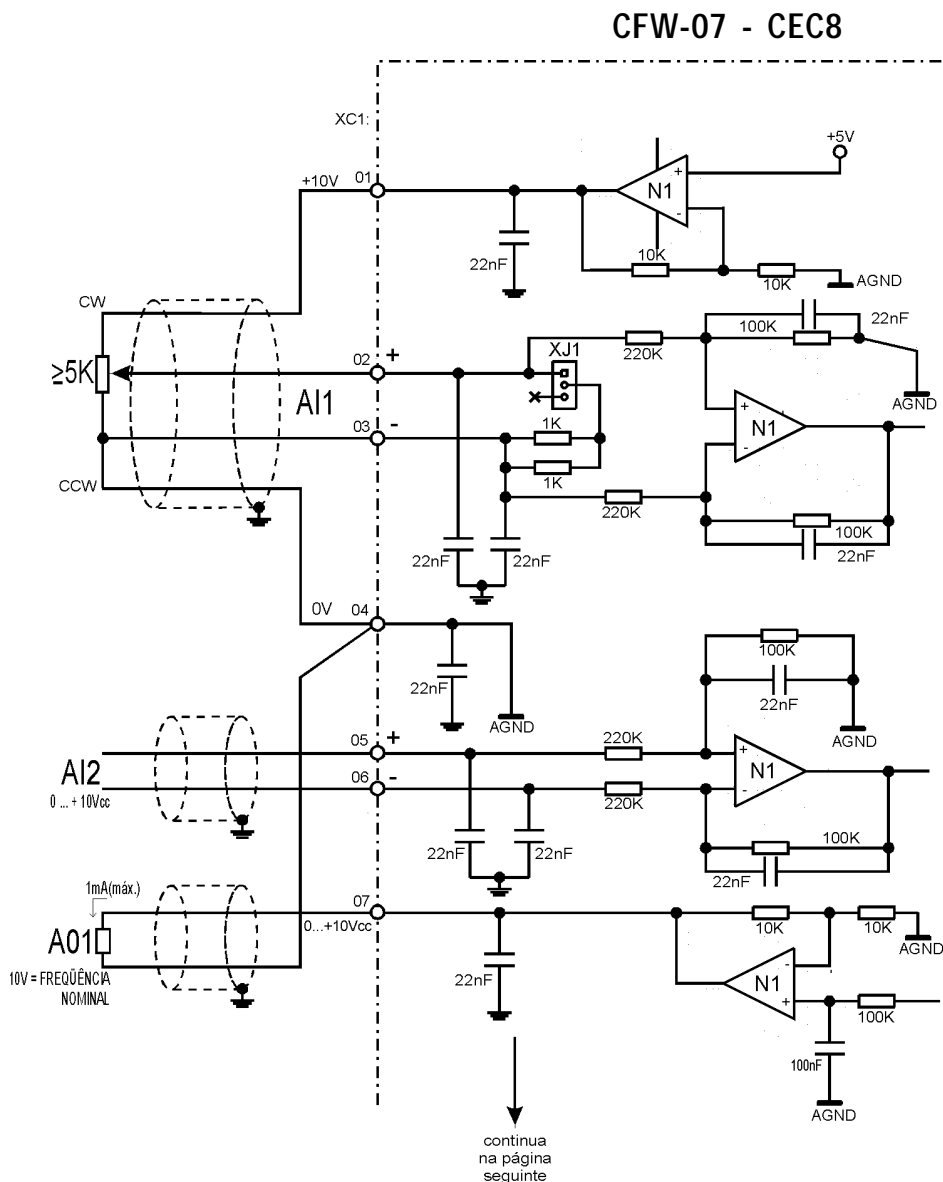 CFW-07 - CEC8
XC1:
+5V
+10V
01
N1
+
-
10K
22nF
10K
AGND
CW
22nF
100K
XJ1
220K
≥5K
02
+
AI1
AGND
03
-
1K
+
N1
-
1K
CCW
220K
100K
22nF
22nF
22nF
0V
04
100K
22nF
22nF
AGND
AGND
05
+
220K
+
AI2
06
-
N1
-
0 ... + 10Vcc
220K
100K
22nF
22nF
22nF
1mA(máx.)
07
0...+10Vcc
10K
10K
A01
AGND
N1
-
+
10V = FREQÜÊNCIA
NOMINAL
22nF
100K
100nF
AGND
continua
na página
seguinte